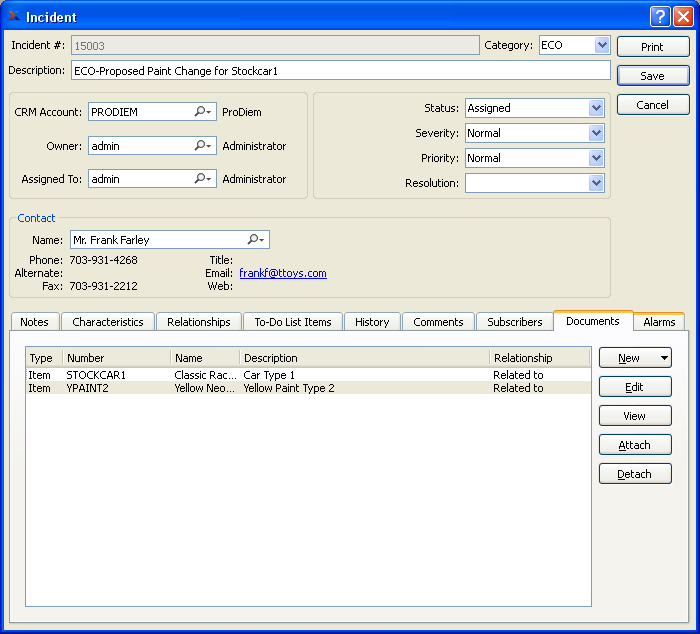 Incident
Incident #: 15003 Category: ECO Print
Description: ECO-Proposed Paint Change for Stockcar1 Save
Cancel
CRM Account: PRODIEM ProDiem
Owner: admin Administrator
Assigned To: admin Administrator
Status: Assigned
Severity: Normal
Priority: Normal
Resolution:
Contact
Name: Mr. Frank Farley
Phone: 703-931-4268 Title:
Alternate: Email: frankf@ttoys.com
Fax: 703-931-2212 Web:
Notes Characteristics Relationships To-Do List Items History Comments Subscribers Documents Alarms
Type Number Name Description Relationship
Item STOCKCAR1 Classic Rac... Car Type 1 Related to
Item YPAINT2 Yellow Neo... Yellow Paint Type 2 Related to
New
Edit
View
Attach
Detach